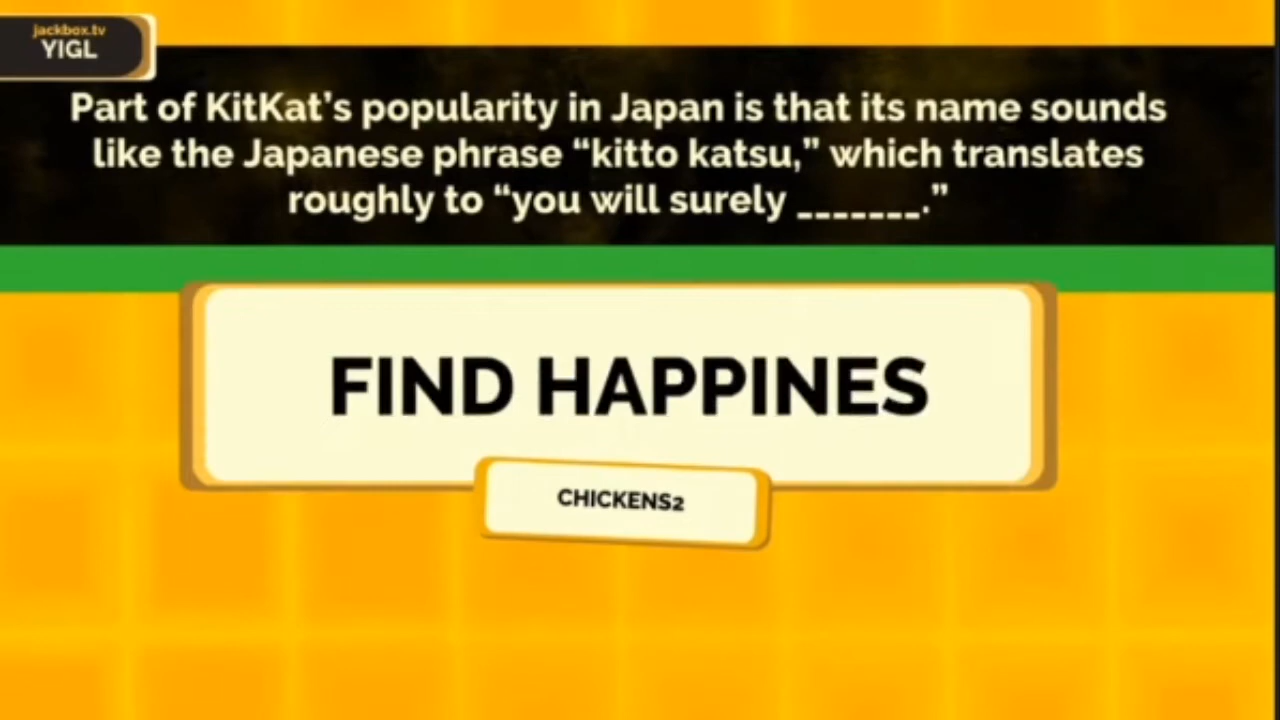 jackbox.tv
YIGL
Part of KitKat’s popularity in Japan is that its name sounds
like the Japanese phrase “kitto katsu,” which translates
roughly to “you will surely _______.”
FIND HAPPINES
CHICKENS2